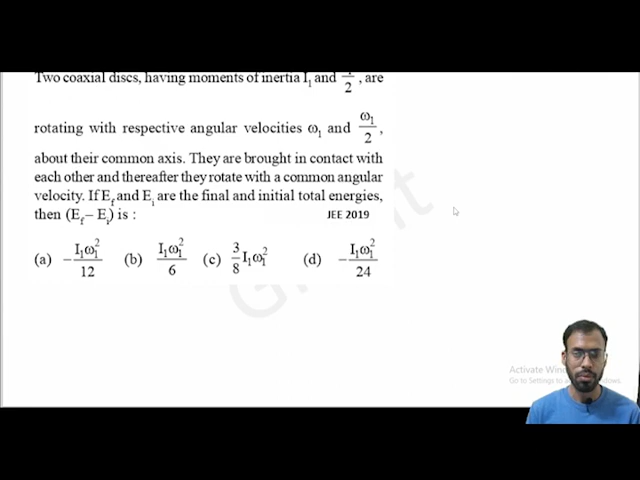 Two coaxial discs, having moments of inertia I₁ and I₁/2, are
rotating with respective angular velocities ω₁ and ω₁/2,
about their common axis. They are brought in contact with
each other and thereafter they rotate with a common angular
velocity. If E_f and E_i are the final and initial total energies,
then (E_f – E_i) is : JEE 2019
(a) –I₁ω₁²/12 (b) I₁ω₁²/6 (c) 3/8 I₁ω₁² (d) –I₁ω₁²/24
Activate Win
Go to Settings to